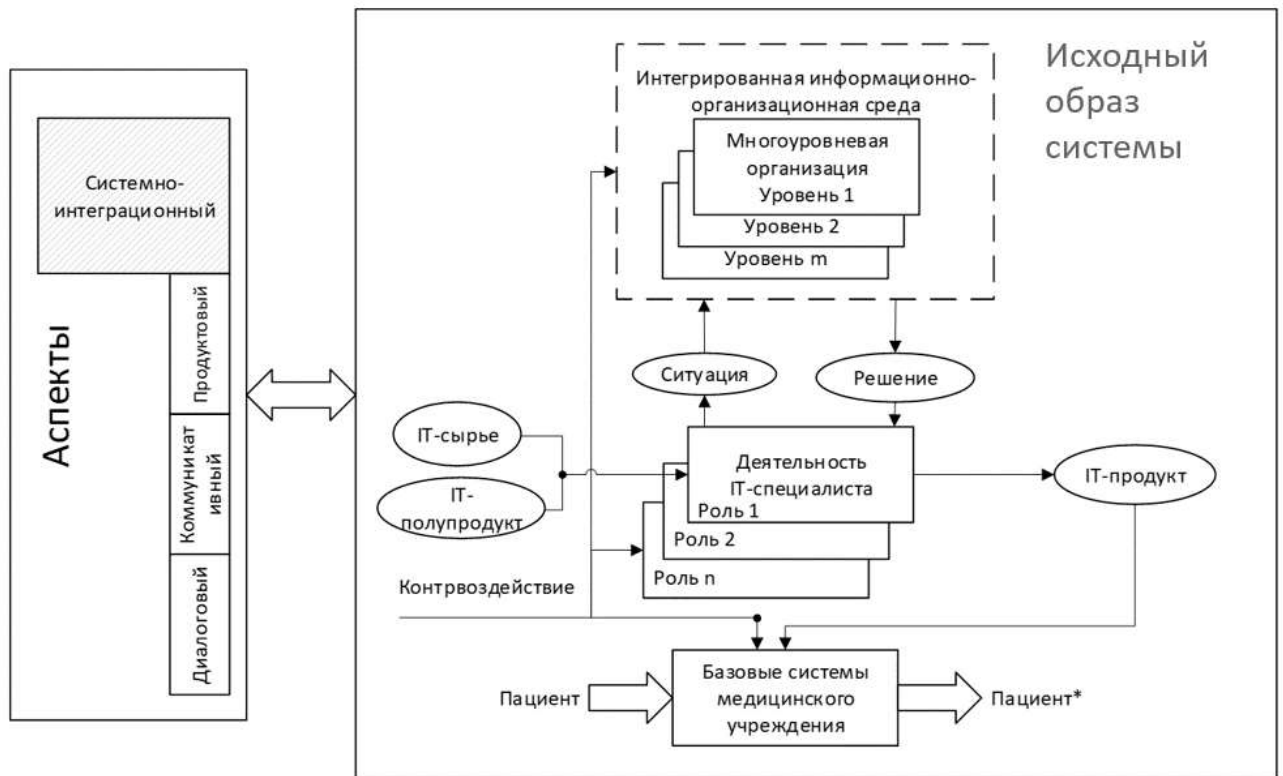 Системно-
интеграционный
Аспекты
Продуктовый
Коммуникат
ивный
Диалоговый
Исходный
образ
системы
Интегрированная информационно-
организационная среда
Многоуровневая
организация
Уровень 1
Уровень 2
Уровень m
Ситуация
Решение
IT-сырье
IT-
полупродукт
Деятельность
IT-специалиста
Роль 1
Роль 2
Роль n
IT-продукт
Контрвоздействие
Пациент
Базовые системы
медицинского
учреждения
Пациент*